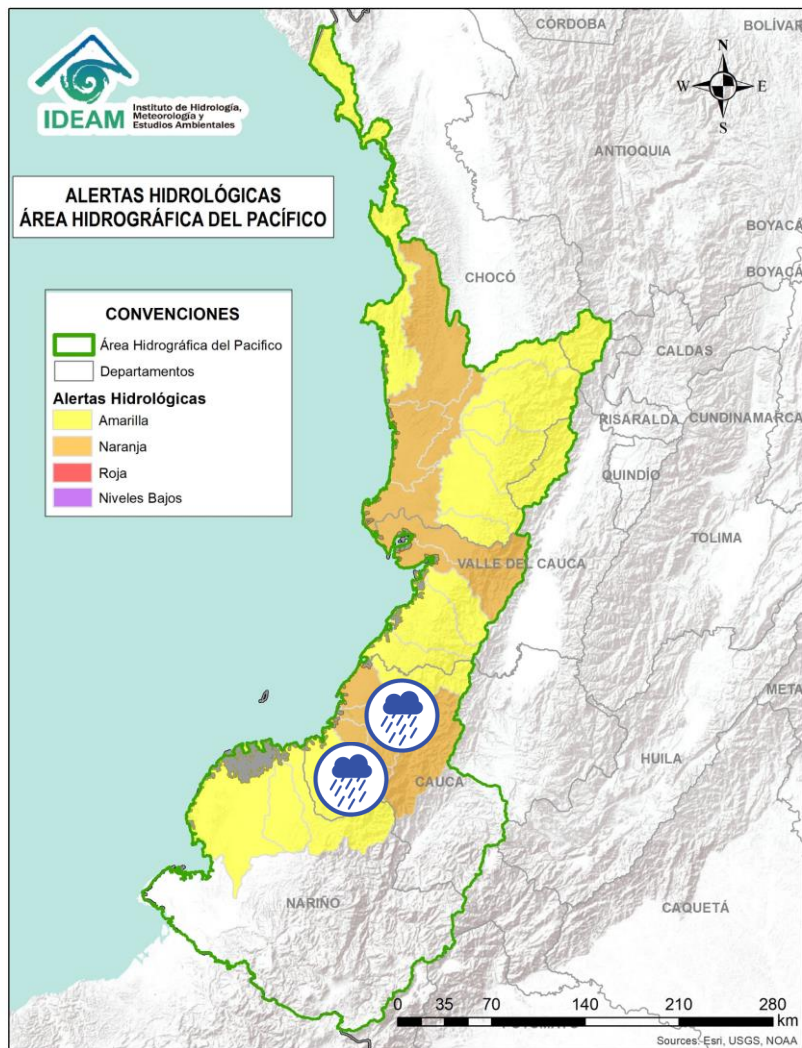 CÓRDOBA
BOLÍVAR
IDEAM
Instituto de Hidrología,
Meteorología y
Estudios Ambientales
N
W
E
S
ANTIOQUIA
ALERTAS HIDROLÓGICAS
ÁREA HIDROGRÁFICA DEL PACÍFICO
BOYACÁ
BOYACÁ
CHOCÓ
CONVENCIONES
Área Hidrográfica del Pacifico
Departamentos
Alertas Hidrológicas
Amarilla
Naranja
Roja
Niveles Bajos
CALDAS
RISARALDA
CUNDINAMARCA
QUINDÍO
TOLIMA
VALLE DEL CAUCA
META
HUILA
CAUCA
NARIÑO
CAQUETÁ
0 35 70 140 210 280
km
Sources: Esri, USGS, NOAA